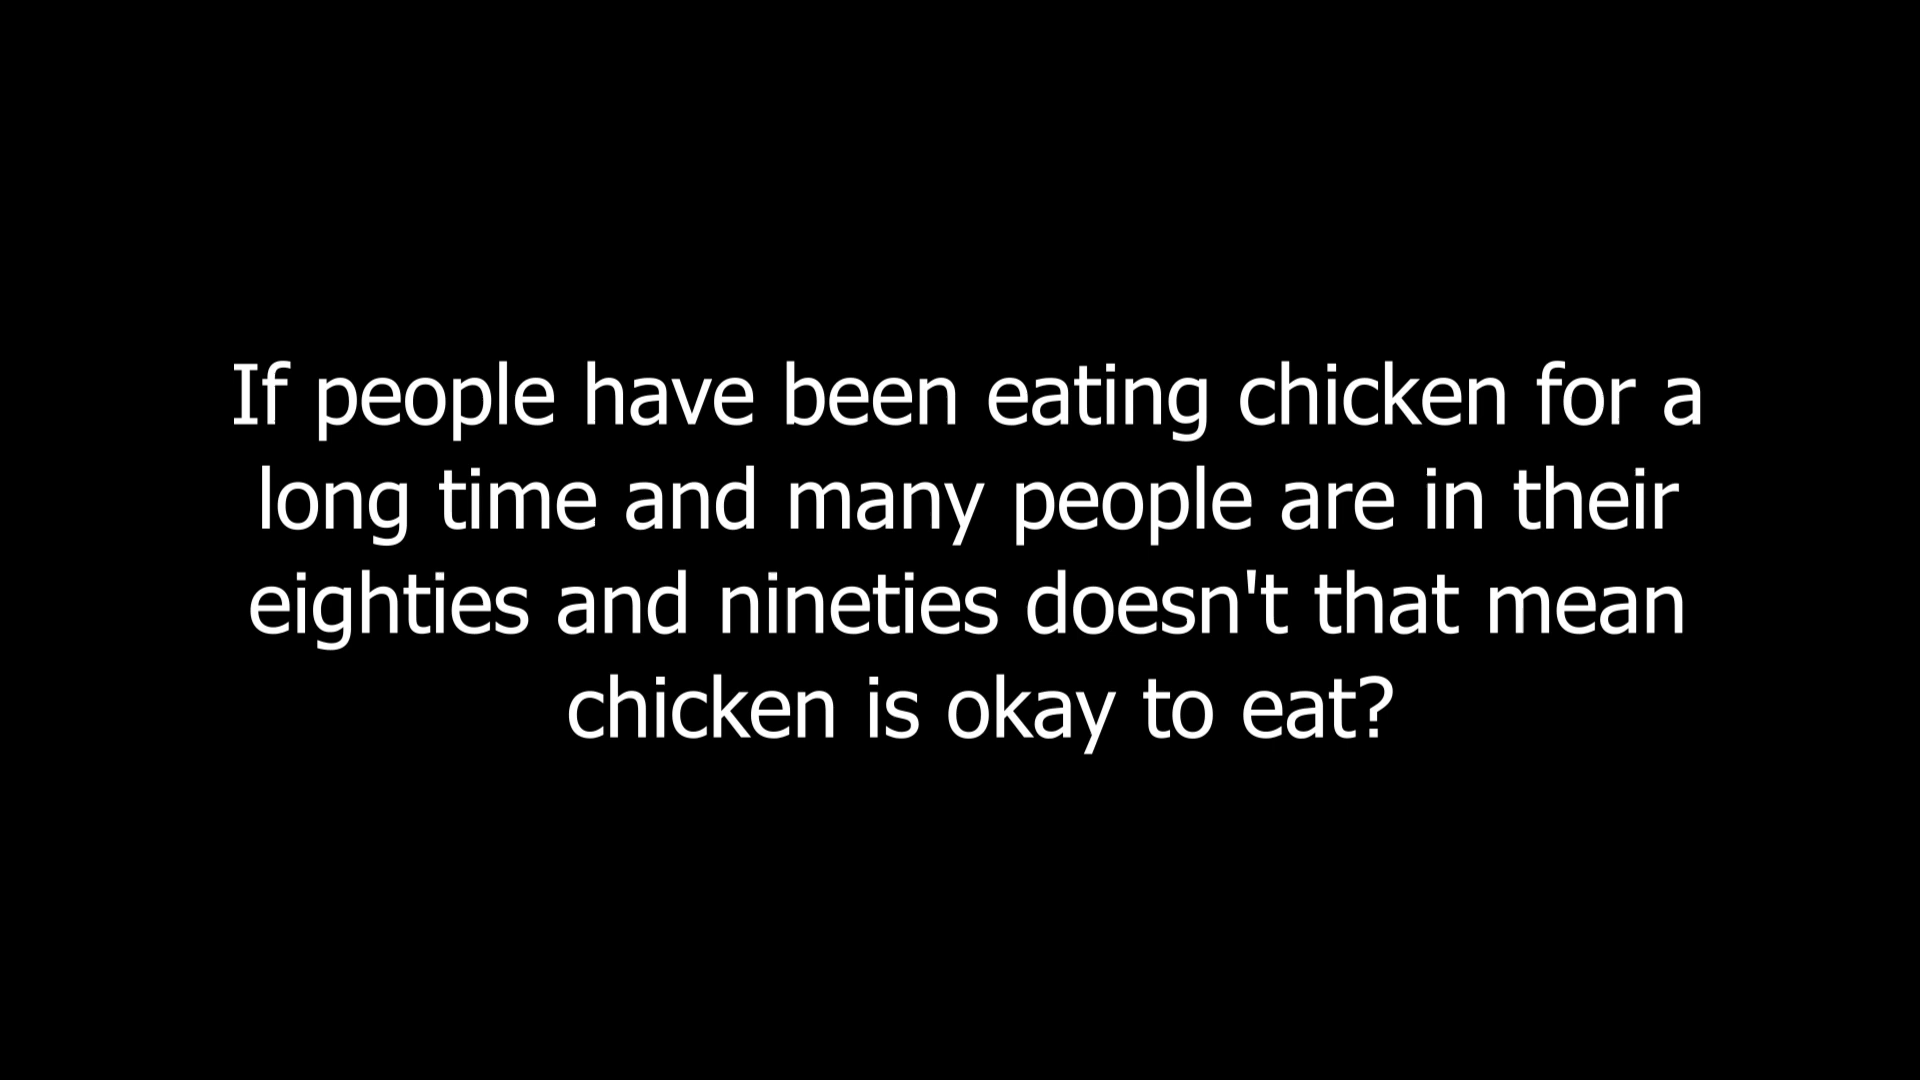 If people have been eating chicken for a
long time and many people are in their
eighties and nineties doesn't that mean
chicken is okay to eat?